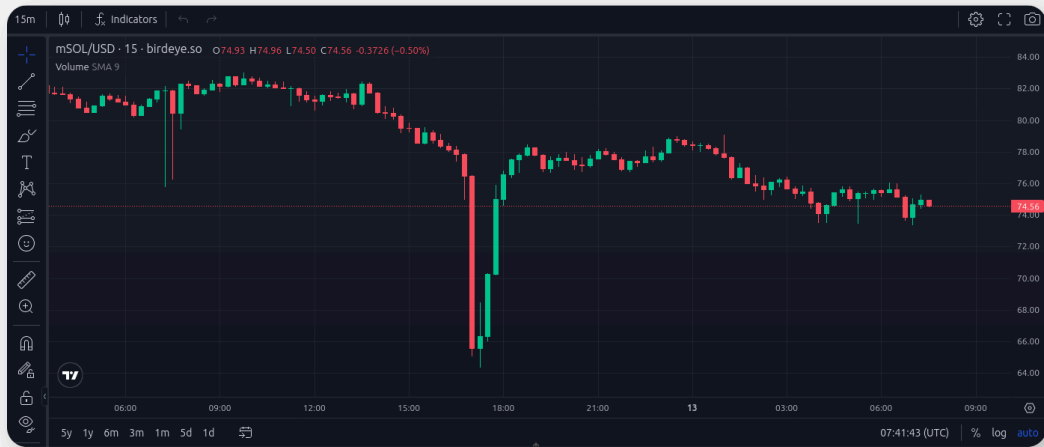 15m Indicators
mSOL/USD · 15 · birdeye.so O74.93 H74.96 L74.50 C74.56 -0.3726 (-0.50%)
Volume SMA 9
84.00
82.00
80.00
78.00
76.00
74.56
74.00
72.00
70.00
68.00
66.00
64.00
06:00 09:00 12:00 15:00 18:00 21:00 13 03:00 06:00 09:00
5y 1y 6m 3m 1m 5d 1d 07:41:43 (UTC) % log auto